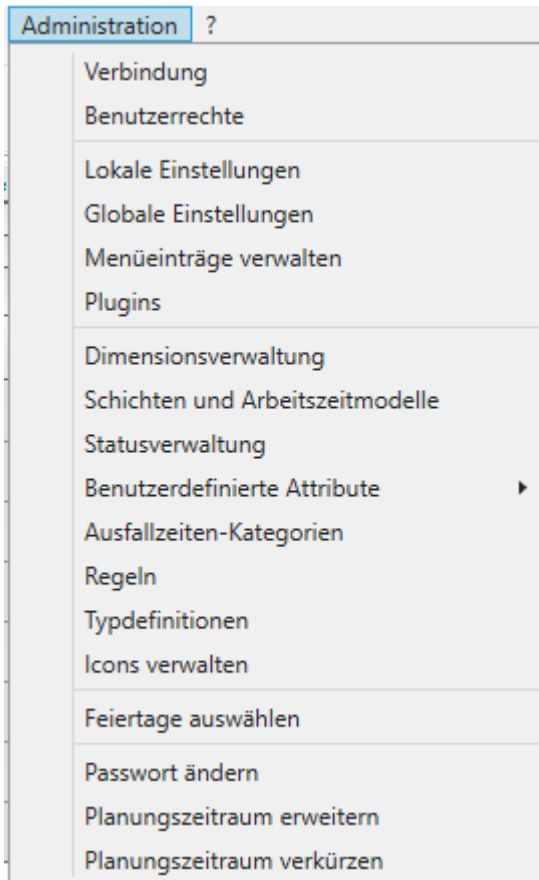 Administration ?
Verbindung
Benutzerrechte
Lokale Einstellungen
Globale Einstellungen
Menüeinträge verwalten
Plugins
Dimensionsverwaltung
Schichten und Arbeitszeitmodelle
Statusverwaltung
Benutzerdefinierte Attribute
Ausfallzeiten-Kategorien
Regeln
Typdefinitionen
Icons verwalten
Feiertage auswählen
Passwort ändern
Planungszeitraum erweitern
Planungszeitraum verkürzen